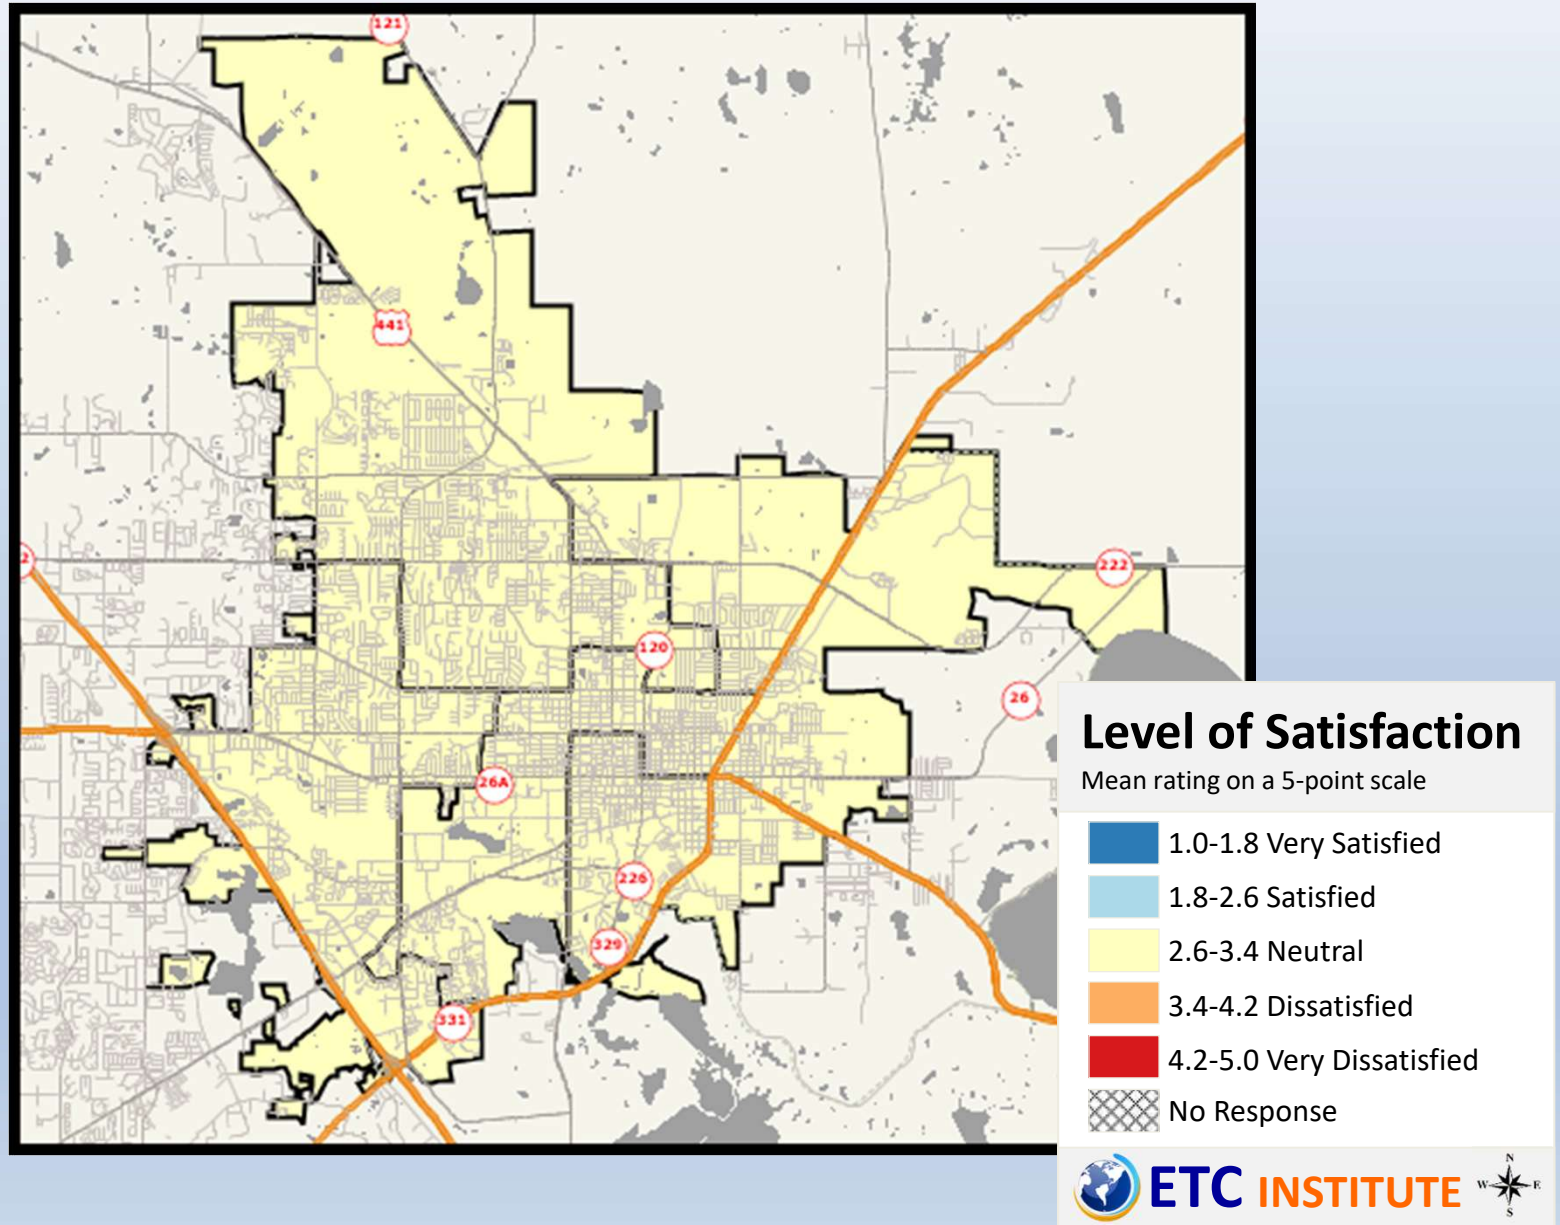 121
441
2
222
120
26
26A
226
329
331
Level of Satisfaction
Mean rating on a 5-point scale
1.0-1.8 Very Satisfied
1.8-2.6 Satisfied
2.6-3.4 Neutral
3.4-4.2 Dissatisfied
4.2-5.0 Very Dissatisfied
No Response
ETC INSTITUTE
N
W E
S